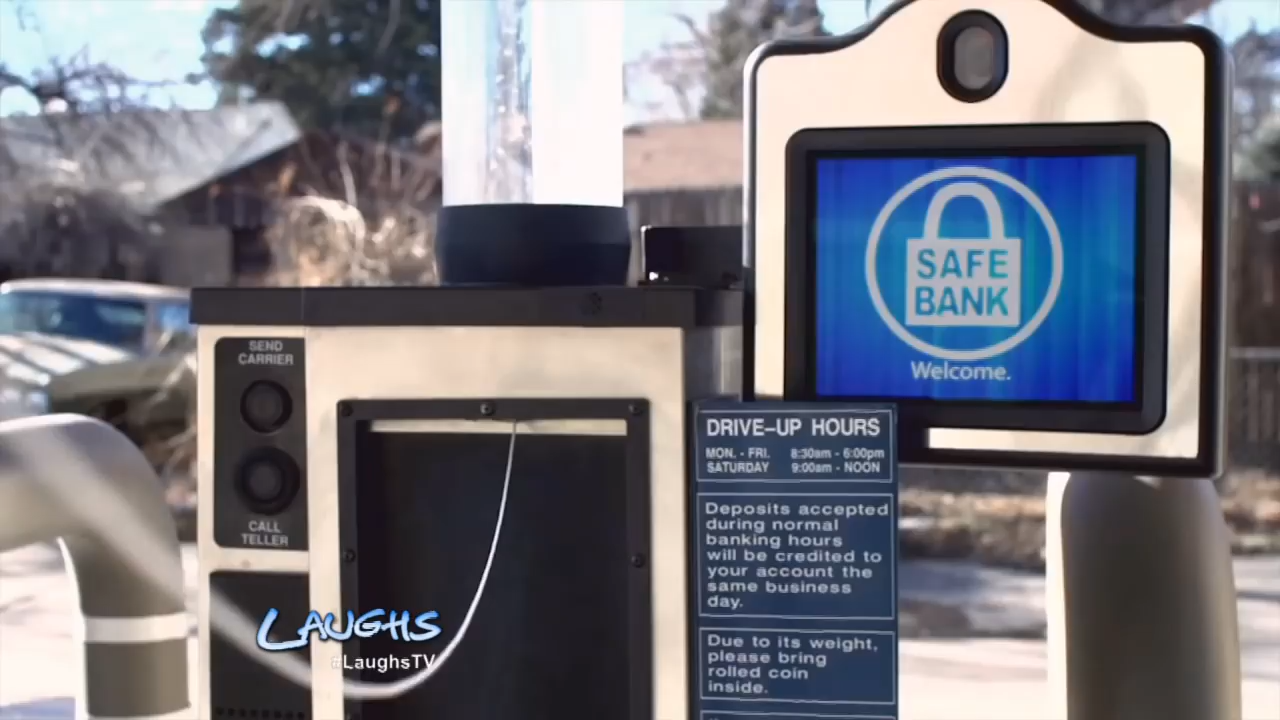 SAFE
BANK
Welcome.
SEND
CARRIER
CALL
TELLER
DRIVE-UP HOURS
MON. - FRI. 8:30am - 6:00pm
SATURDAY 9:00am - NOON
Deposits accepted
during normal
banking hours
will be credited to
your account the
same business
day.
Due to its weight,
please bring
rolled coin
inside.
LAUGHS
#LaughsTV